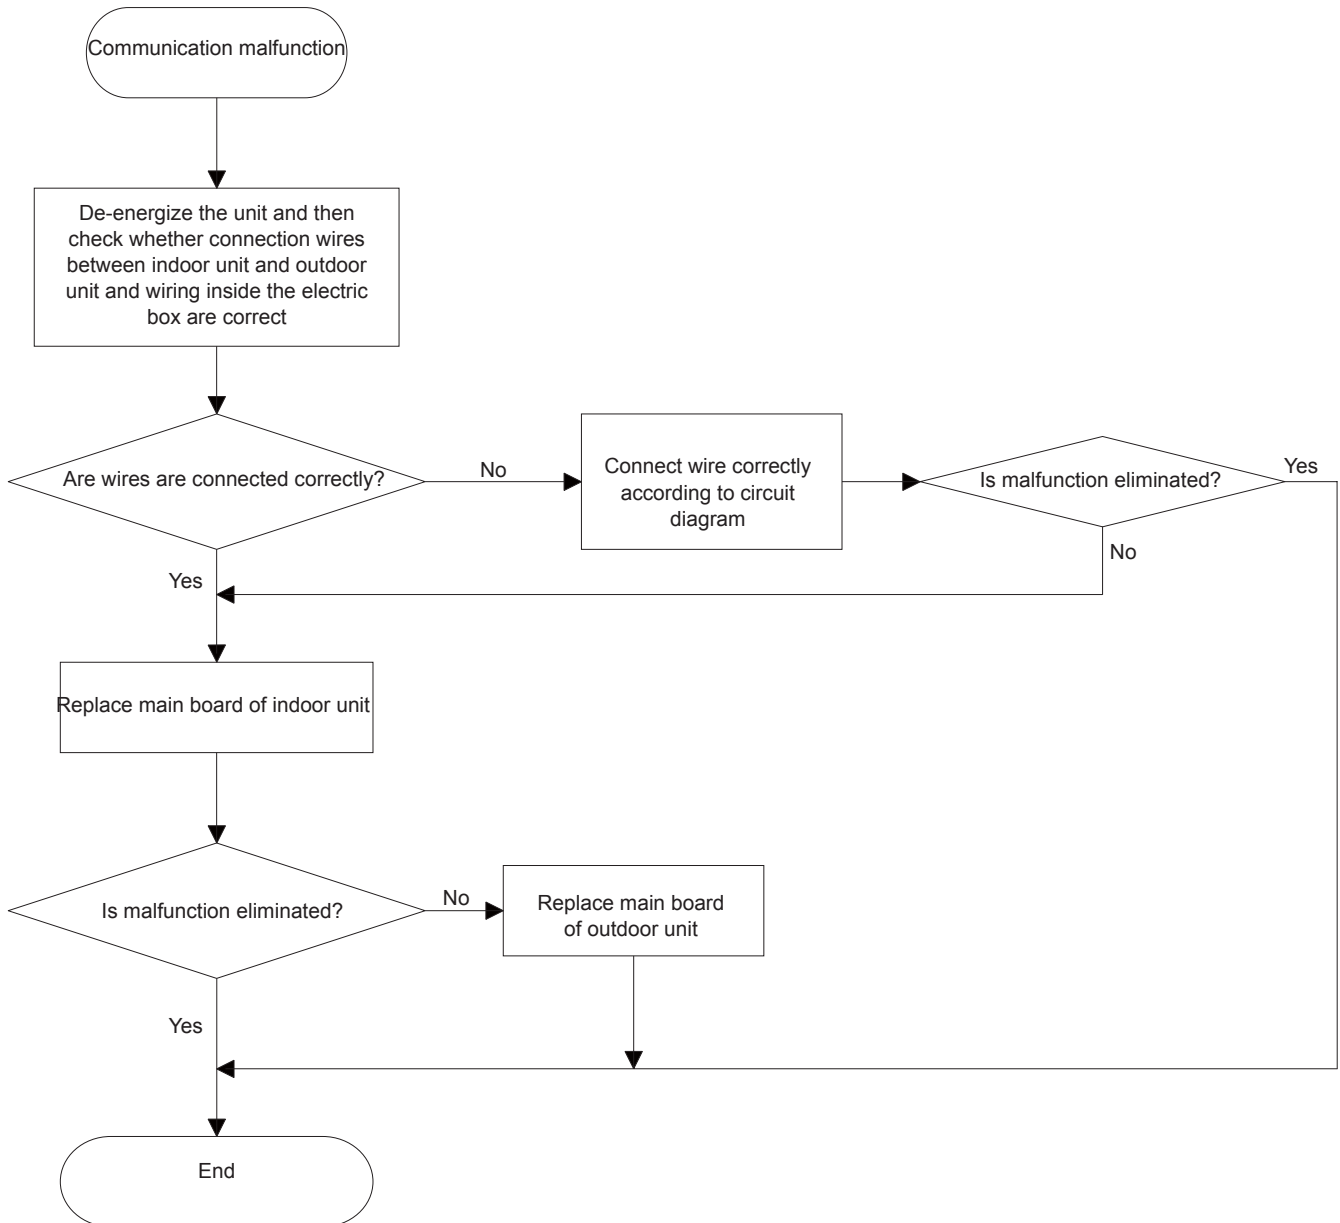 Communication malfunction
De-energize the unit and then
check whether connection wires
between indoor unit and outdoor
unit and wiring inside the electric
box are correct
Are wires are connected correctly?
No
Connect wire correctly
according to circuit
diagram
Is malfunction eliminated?
Yes
No
Yes
Replace main board of indoor unit
Is malfunction eliminated?
No
Replace main board
of outdoor unit
Yes
End